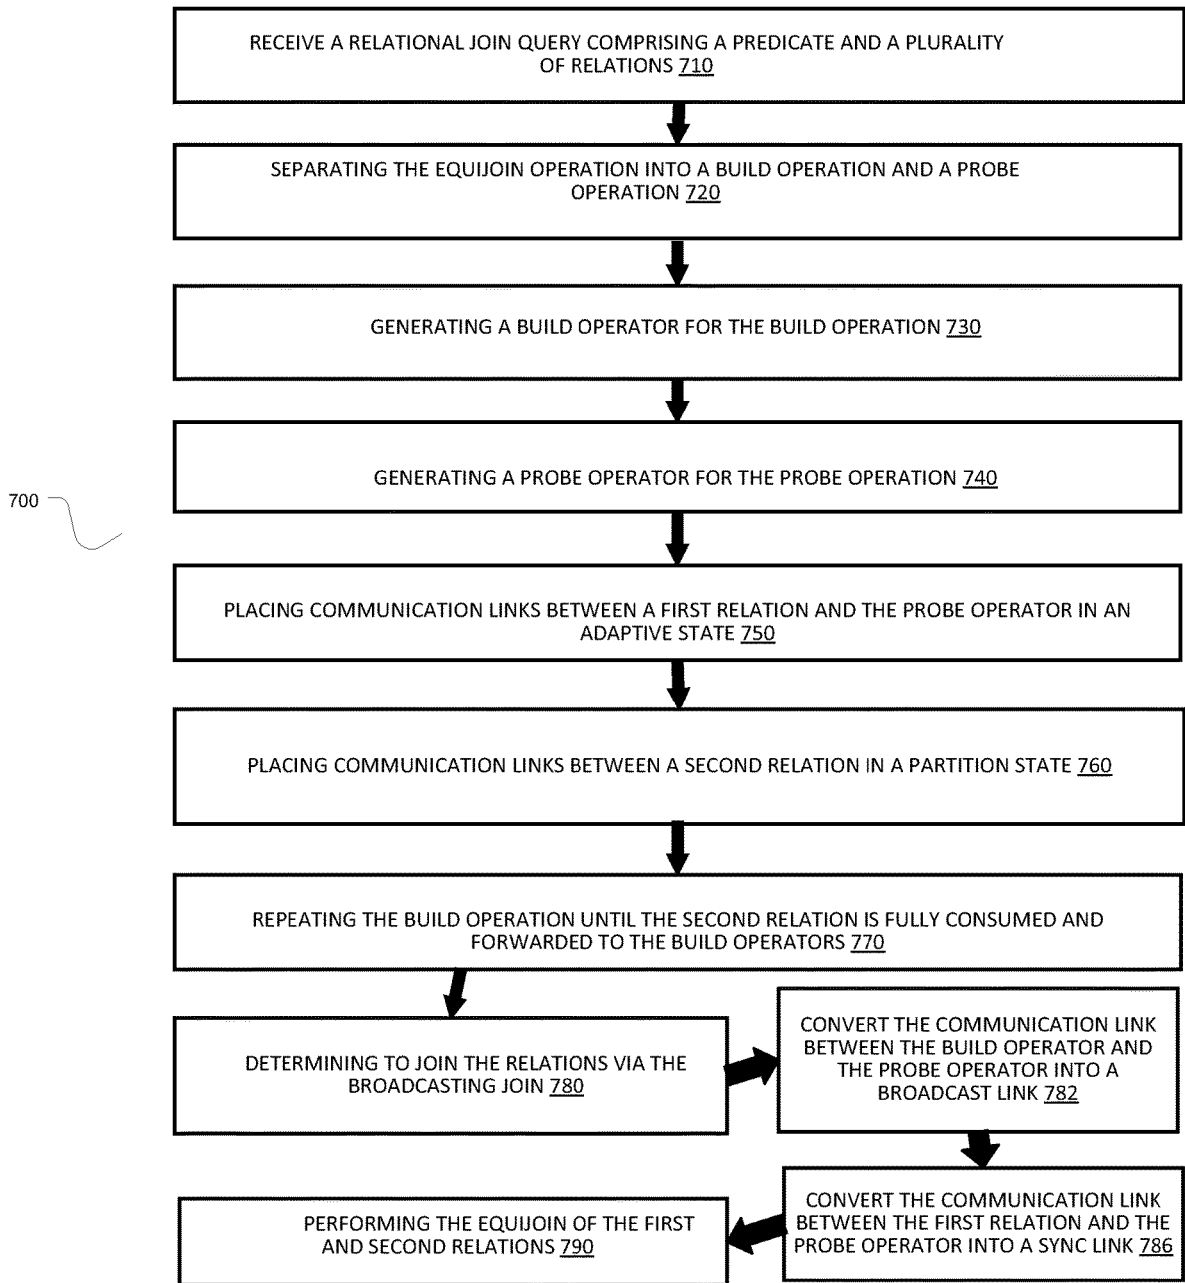 RECEIVE A RELATIONAL JOIN QUERY COMPRISING A PREDICATE AND A PLURALITY
OF RELATIONS 710
SEPARATING THE EQUIJOIN OPERATION INTO A BUILD OPERATION AND A PROBE
OPERATION 720
GENERATING A BUILD OPERATOR FOR THE BUILD OPERATION 730
GENERATING A PROBE OPERATOR FOR THE PROBE OPERATION 740
700
PLACING COMMUNICATION LINKS BETWEEN A FIRST RELATION AND THE PROBE OPERATOR IN AN
ADAPTIVE STATE 750
PLACING COMMUNICATION LINKS BETWEEN A SECOND RELATION IN A PARTITION STATE 760
REPEATING THE BUILD OPERATION UNTIL THE SECOND RELATION IS FULLY CONSUMED AND
FORWARDED TO THE BUILD OPERATORS 770
DETERMINING TO JOIN THE RELATIONS VIA THE
BROADCASTING JOIN 780
CONVERT THE COMMUNICATION LINK
BETWEEN THE BUILD OPERATOR AND
THE PROBE OPERATOR INTO A
BROADCAST LINK 782
CONVERT THE COMMUNICATION LINK
BETWEEN THE FIRST RELATION AND THE
PROBE OPERATOR INTO A SYNC LINK 786
PERFORMING THE EQUIJOIN OF THE FIRST
AND SECOND RELATIONS 790